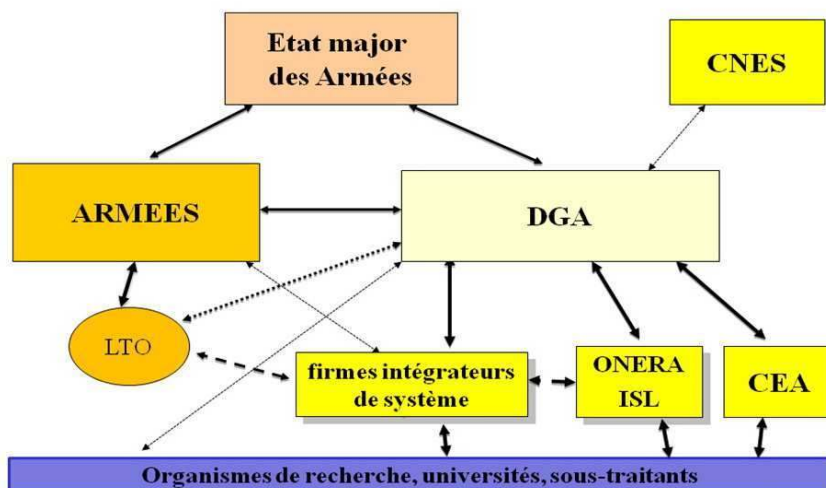 Etat major
des Armées
CNES
ARMEES
DGA
LTO
firmes intégrateurs
de système
ONERA
ISL
CEA
Organismes de recherche, universités, sous-traitants